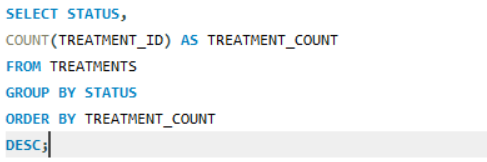 SELECT STATUS,
COUNT(TREATMENT_ID) AS TREATMENT_COUNT
FROM TREATMENTS
GROUP BY STATUS
ORDER BY TREATMENT_COUNT
DESC;